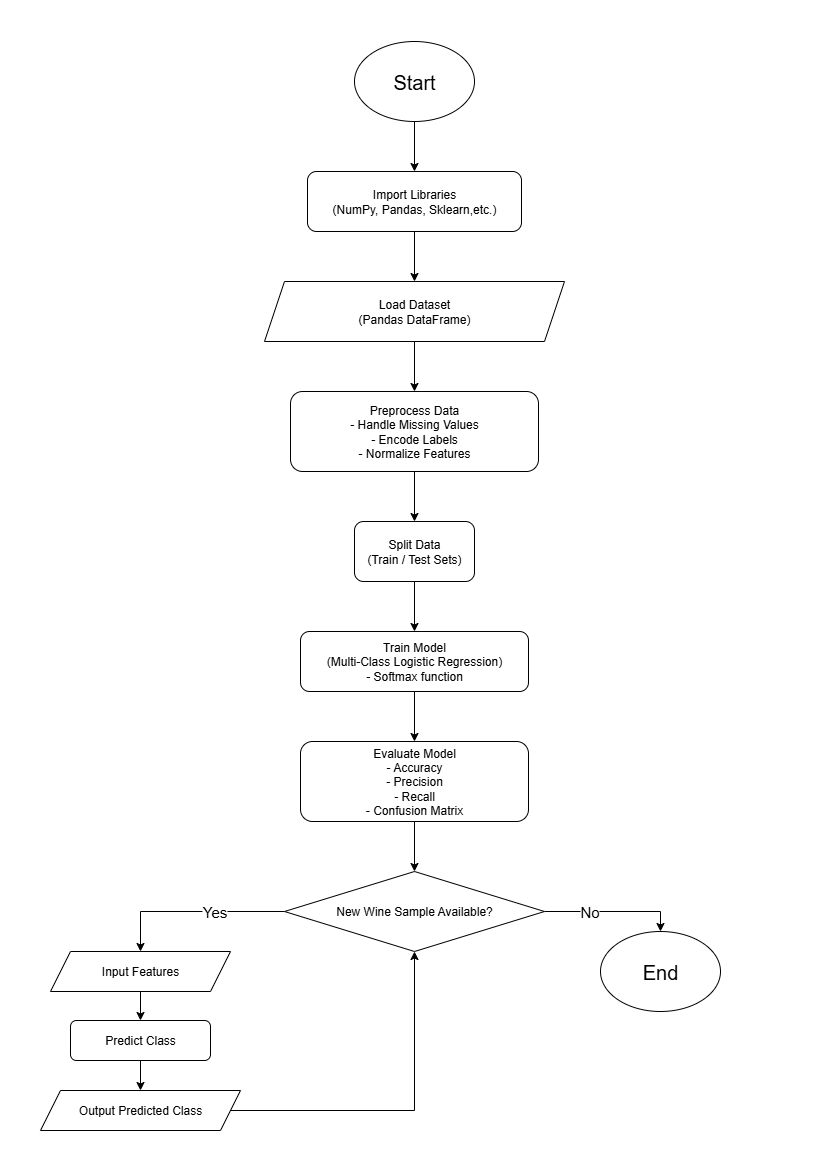 Start
Import Libraries
(NumPy, Pandas, Sklearn,etc.)
Load Dataset
(Pandas DataFrame)
Preprocess Data
- Handle Missing Values
- Encode Labels
- Normalize Features
Split Data
(Train / Test Sets)
Train Model
(Multi-Class Logistic Regression)
- Softmax function
Evaluate Model
- Accuracy
- Precision
- Recall
- Confusion Matrix
New Wine Sample Available?
Yes
No
Input Features
End
Predict Class
Output Predicted Class